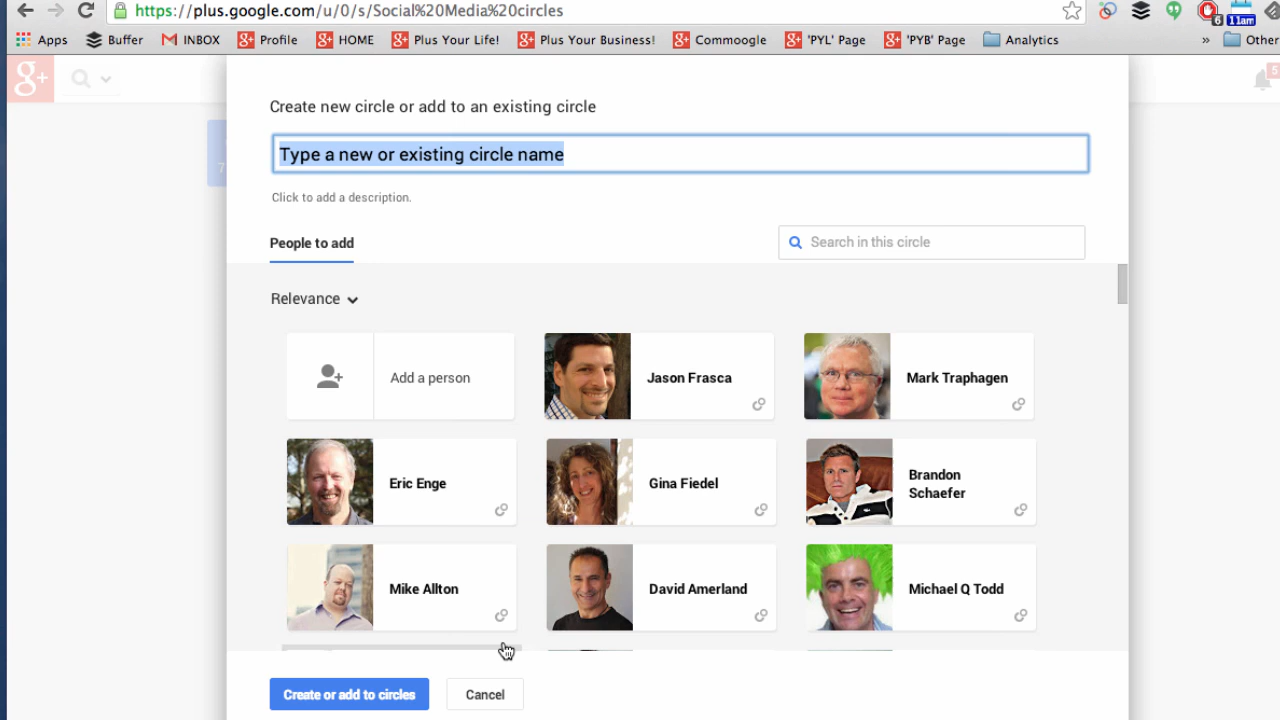 https://plus.google.com/u/0/s/Social%20Media%20circles
6
11am
Apps
Buffer
INBOX
g+ Profile
g+ HOME
g+ Plus Your Life!
g+ Plus Your Business!
g+ Commoogle
g+ 'PYL' Page
g+ 'PYB' Page
Analytics
»
Other
g+
5
Create new circle or add to an existing circle
Type a new or existing circle name
7
Click to add a description.
People to add
Search in this circle
Relevance
Add a person
Jason Frasca
Mark Traphagen
Eric Enge
Gina Fiedel
Brandon
Schaefer
Mike Allton
David Amerland
Michael Q Todd
Create or add to circles
Cancel